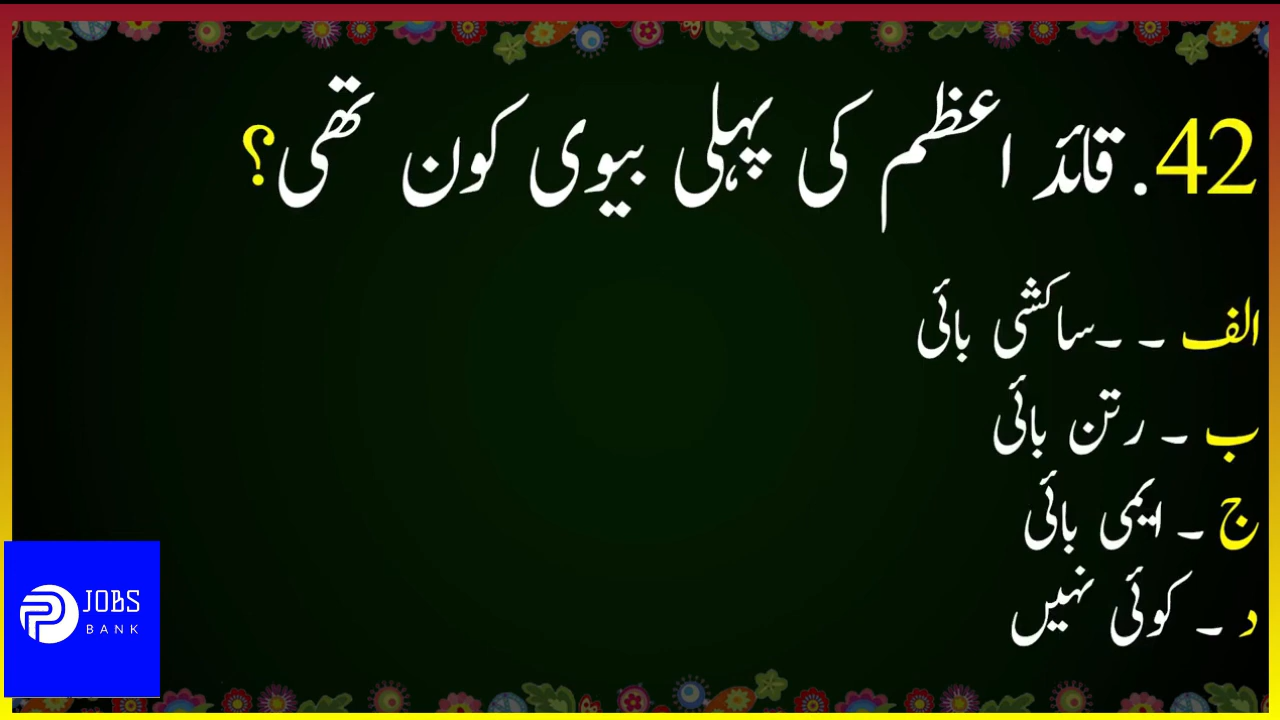 42. قائد اعظم کی پہلی بیوی کون تھی؟
الف ۔ ۔۔ساکشی بائی
ب ۔ رتن بائی
ج ۔ ایمی بائی
د ۔ کوئی نہیں
JOBS
BANK